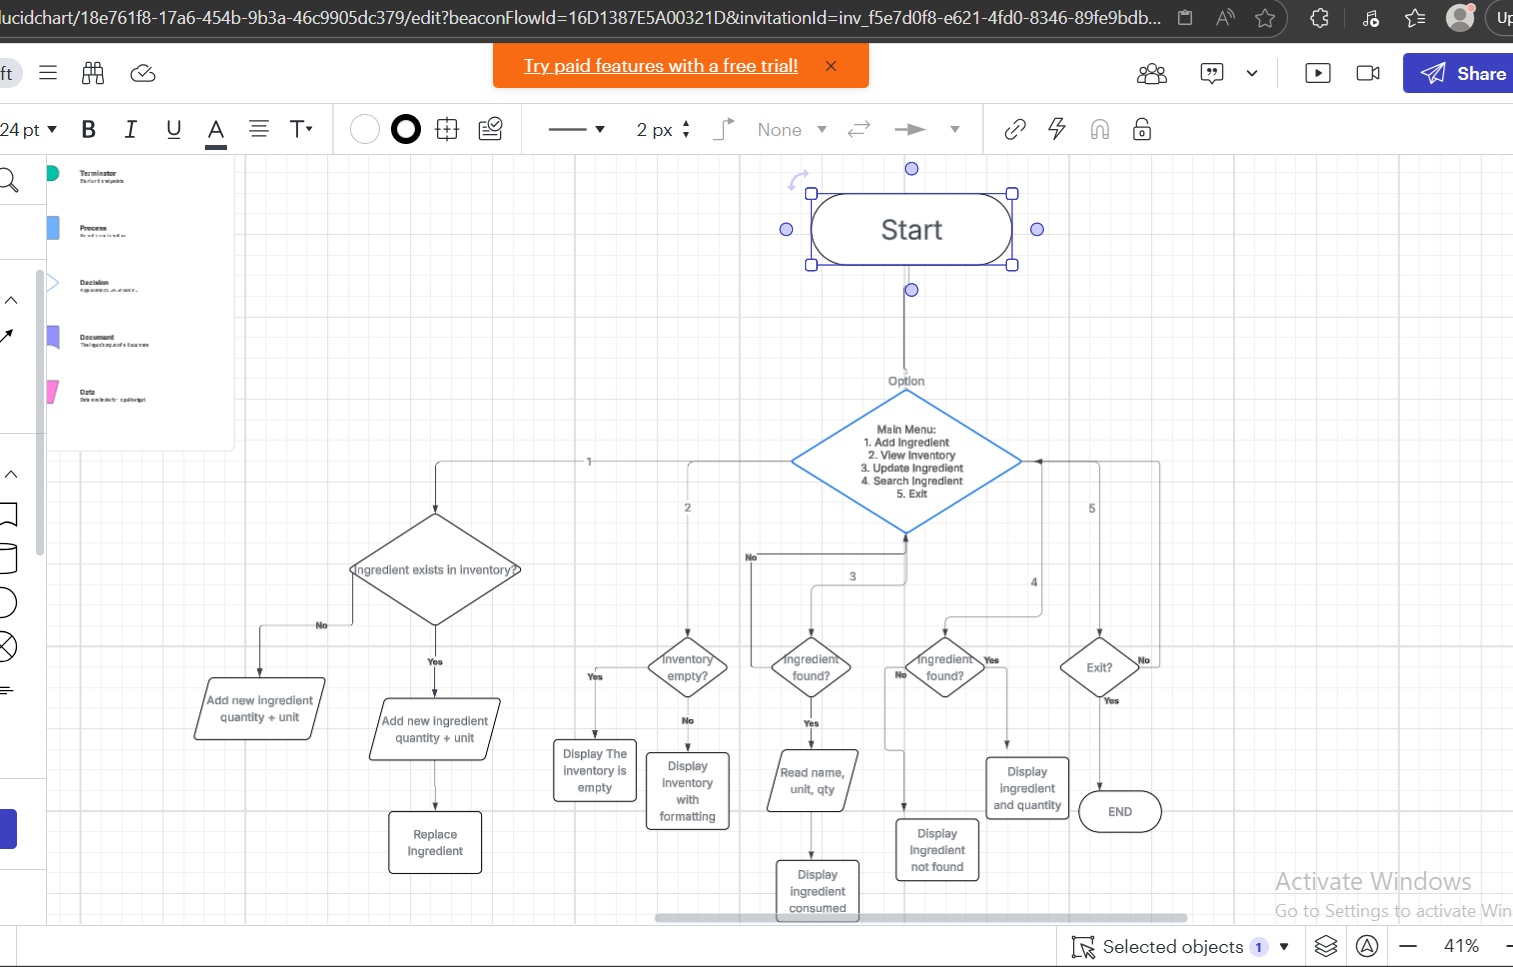 lucidchart/18e761f8-17a6-454b-9b3a-46c9905dc379/edit?beaconFlowId=16D1387E5A00321D&invitationId=inv_f5e7d0f8-e621-4fd0-8346-89fe9bdb...
Up
ft
Try paid features with a free trial!
Share
24 pt
B I U A T
2 px
None
Terminator
Process
Decision
Document
Data
Start
Option
Main Menu:
1. Add Ingredient
2. View Inventory
3. Update Ingredient
4. Search Ingredient
5. Exit
1
2
3
4
5
No
Ingredient exists in inventory?
No
Yes
Inventory
empty?
Yes
No
Ingredient
found?
Yes
Ingredient
found?
Yes
No
Exit?
No
Yes
Add new ingredient
quantity + unit
Add new ingredient
quantity + unit
Replace
Ingredient
Display The
inventory is
empty
Display
inventory
with
formatting
Read name,
unit, qty
Display
ingredient
consumed
Display
Ingredient
not found
Display
ingredient
and quantity
END
Activate Windows
Go to Settings to activate Win
Selected objects 1
41%